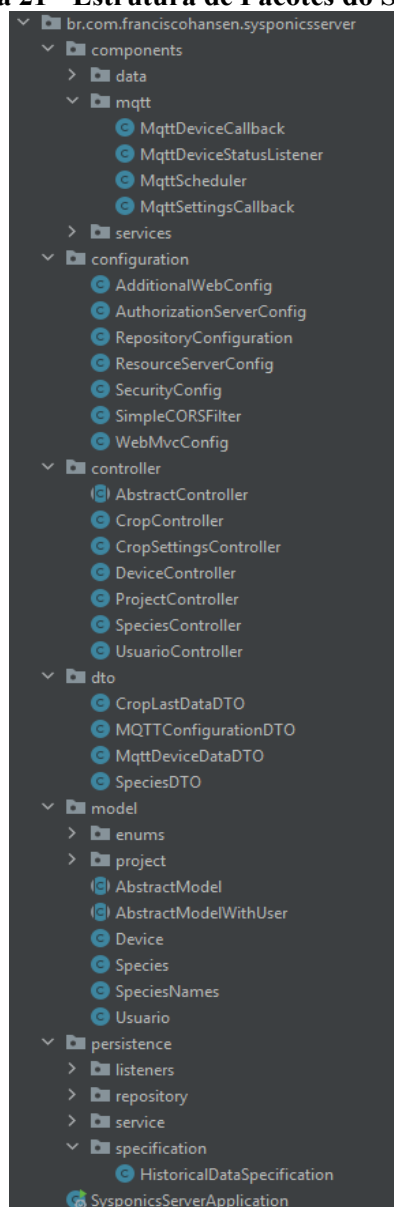 a 21 - Estrutura de Pacotes do S
br.com.franciscohansen.sysponicsserver
components
data
mqtt
MqttDeviceCallback
MqttDeviceStatusListener
MqttScheduler
MqttSettingsCallback
services
configuration
AdditionalWebConfig
AuthorizationServerConfig
RepositoryConfiguration
ResourceServerConfig
SecurityConfig
SimpleCORSFilter
WebMvcConfig
controller
AbstractController
CropController
CropSettingsController
DeviceController
ProjectController
SpeciesController
UsuarioController
dto
CropLastDataDTO
MQTTConfigurationDTO
MqttDeviceDataDTO
SpeciesDTO
model
enums
project
AbstractModel
AbstractModelWithUser
Device
Species
SpeciesNames
Usuario
persistence
listeners
repository
service
specification
HistoricalDataSpecification
SysponicsServerApplication